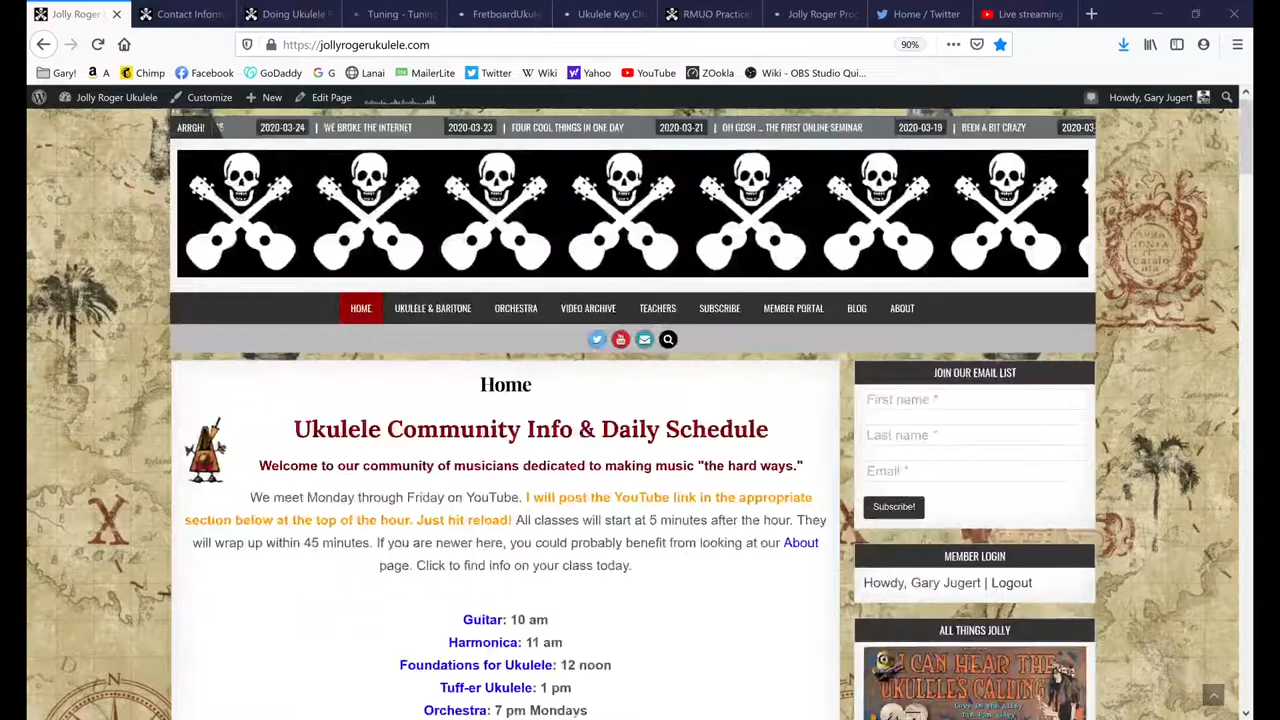 Jolly Roger
Contact Inform
Doing Ukulele
Tuning - Tuning
FretboardUkule
Ukulele Key Ch
RMUO Practice
Jolly Roger Pro
Home / Twitter
Live streaming
https://jollyrogerukulele.com
90%
Gary!
A
Chimp
Facebook
GoDaddy
G
Lanai
MailerLite
Twitter
Wiki
Yahoo
YouTube
ZOokla
Wiki - OBS Studio Qui...
Jolly Roger Ukulele
Customize
New
Edit Page
Howdy, Gary Jugert
ARRGH!
2020-03-24 | WE BROKE THE INTERNET
2020-03-23 | FOUR COOL THINGS IN ONE DAY
2020-03-21 | OH GOSH ... THE FIRST ONLINE SEMINAR
2020-03-19 | BEEN A BIT CRAZY
2020-03-
HOME
UKULELE & BARITONE
ORCHESTRA
VIDEO ARCHIVE
TEACHERS
SUBSCRIBE
MEMBER PORTAL
BLOG
ABOUT
Home
Ukulele Community Info & Daily Schedule
Welcome to our community of musicians dedicated to making music "the hard ways."
We meet Monday through Friday on YouTube. I will post the YouTube link in the appropriate
section below at the top of the hour. Just hit reload! All classes will start at 5 minutes after the hour. They
will wrap up within 45 minutes. If you are newer here, you could probably benefit from looking at our About
page. Click to find info on your class today.
Guitar: 10 am
Harmonica: 11 am
Foundations for Ukulele: 12 noon
Tuff-er Ukulele: 1 pm
Orchestra: 7 pm Mondays
JOIN OUR EMAIL LIST
First name *
Last name *
Email *
Subscribe!
MEMBER LOGIN
Howdy, Gary Jugert | Logout
ALL THINGS JOLLY
I CAN HEAR THE
UKULELES CALLING